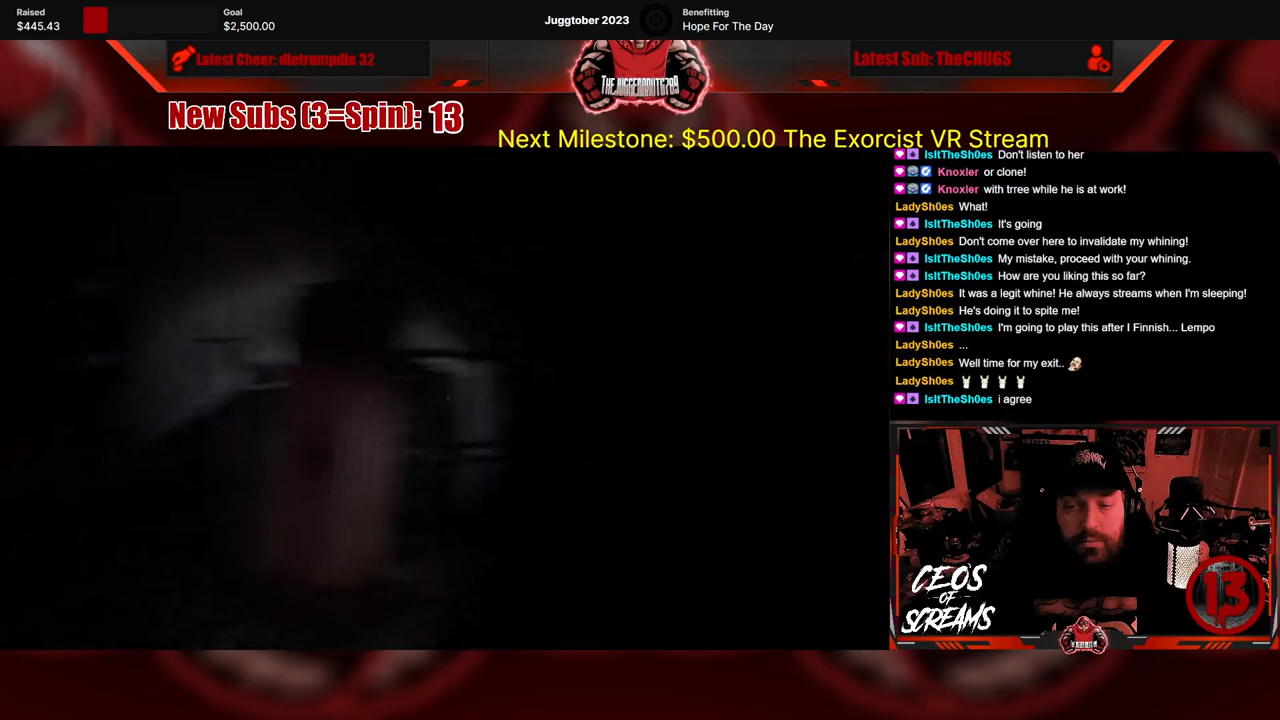 Raised
$445.43
Goal
$2,500.00
Juggtober 2023
Benefitting
Hope For The Day
Latest Cheer: dietrumpdie 32
THEJUGGERNAUT6789
Latest Sub: TheCHUGS
New Subs (3=Spin): 13
Next Milestone: $500.00 The Exorcist VR Stream
IsItTheSh0es Don't listen to her
Knoxler or clone!
Knoxler with trree while he is at work!
LadySh0es What!
IsItTheSh0es It's going
LadySh0es Don't come over here to invalidate my whining!
IsItTheSh0es My mistake, proceed with your whining.
IsItTheSh0es How are you liking this so far?
LadySh0es It was a legit whine! He always streams when I'm sleeping!
LadySh0es He's doing it to spite me!
IsItTheSh0es I'm going to play this after I Finnish... Lempo
LadySh0es ...
LadySh0es Well time for my exit..
LadySh0es
IsItTheSh0es i agree
CEOS
OF
SCREAMS
13